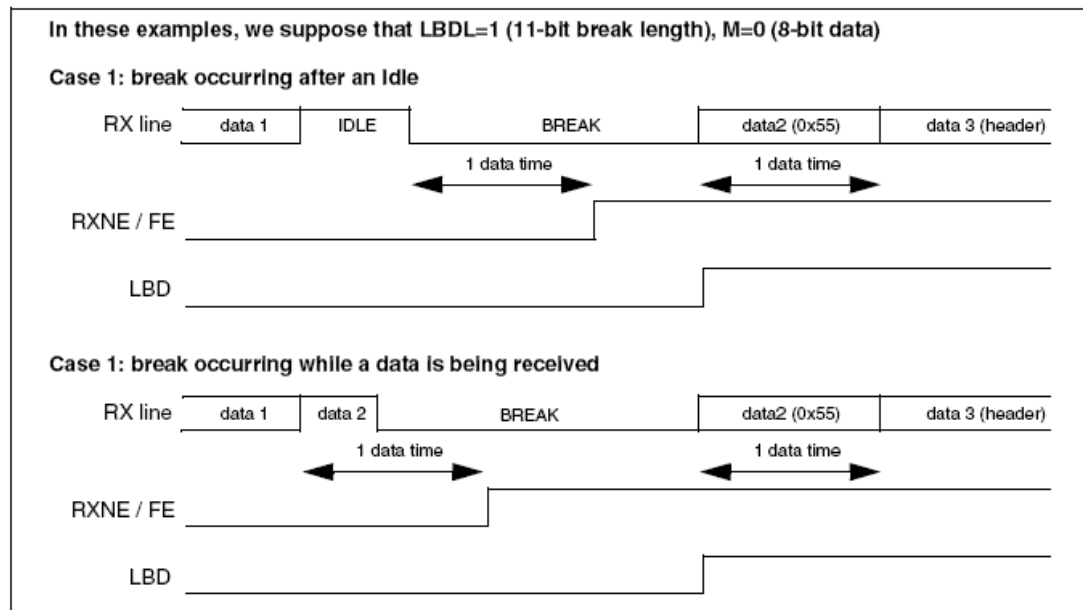 In these examples, we suppose that LBDL=1 (11-bit break length), M=0 (8-bit data)
Case 1: break occurring after an Idle
RX line data 1 IDLE BREAK data2 (0x55) data 3 (header)
1 data time 1 data time
RXNE / FE
LBD
Case 1: break occurring while a data is being received
RX line data 1 data 2 BREAK data2 (0x55) data 3 (header)
1 data time 1 data time
RXNE / FE
LBD